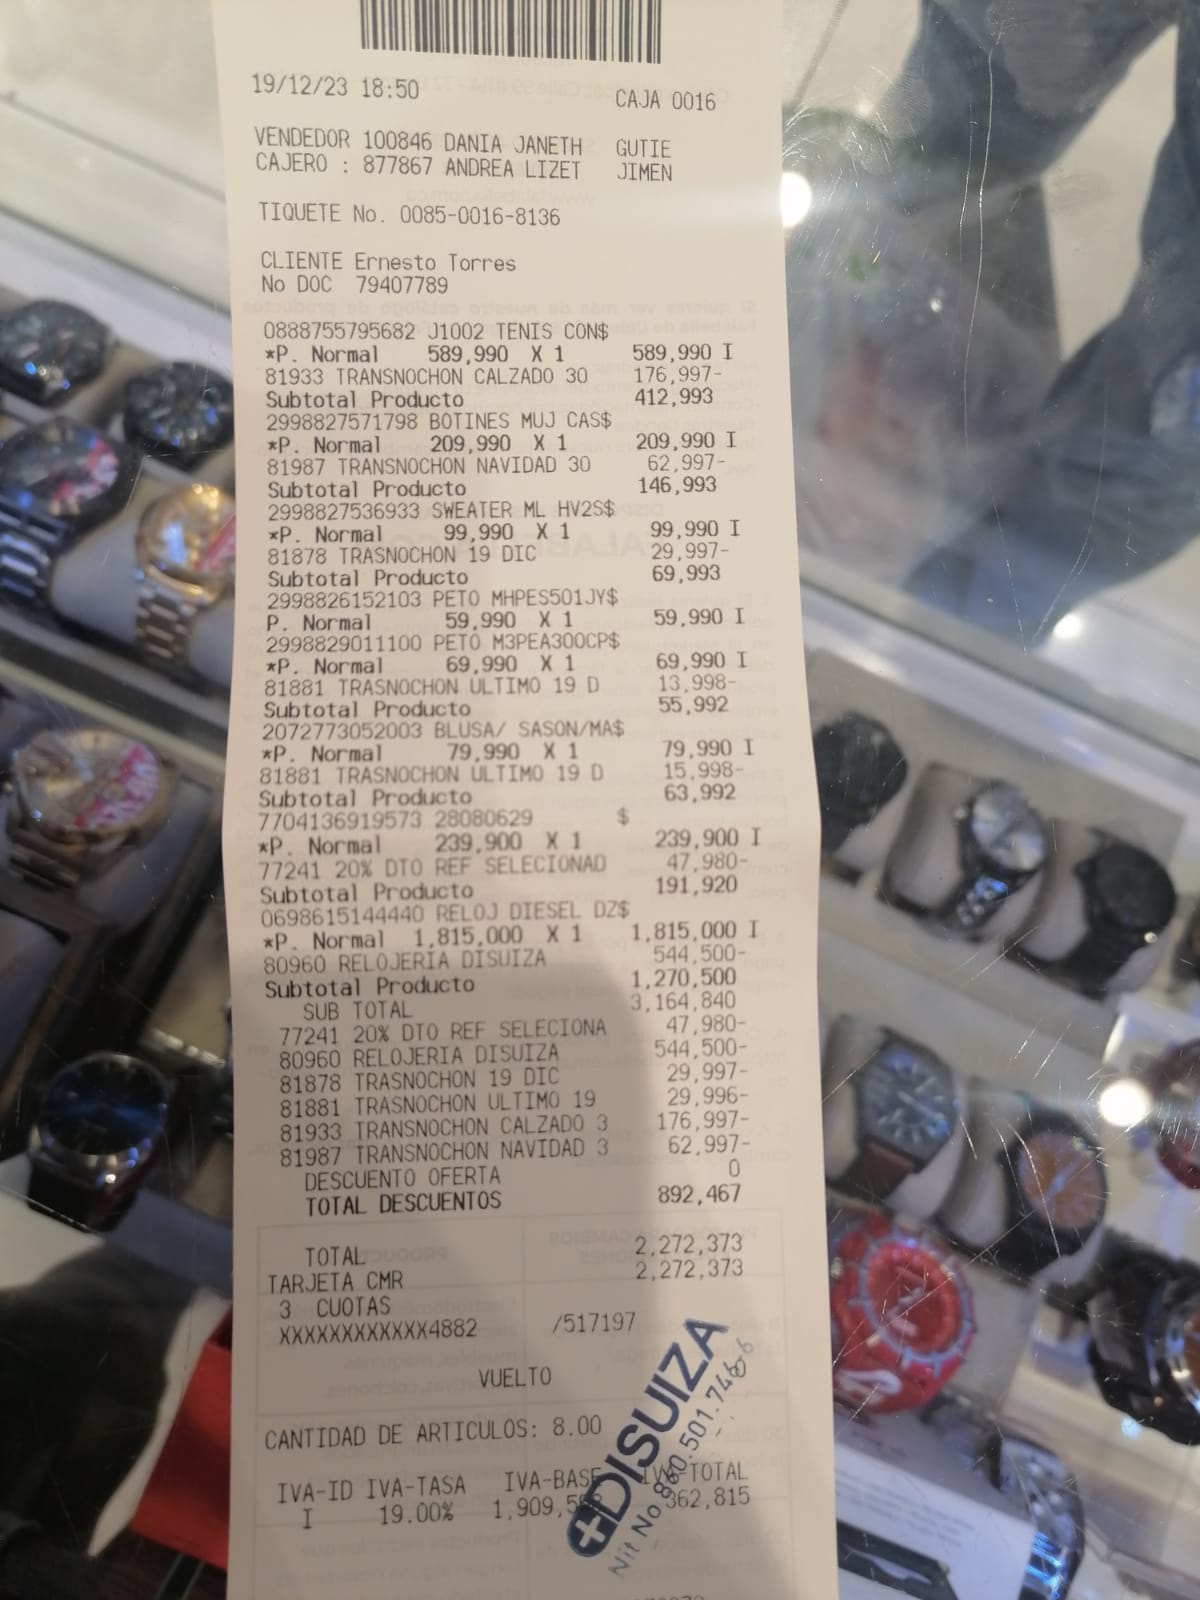 19/12/23 18:50 CAJA 0016
VENDEDOR 100846 DANIA JANETH GUTIE
CAJERO : 877867 ANDREA LIZET JIMEN
TIQUETE No. 0085-0016-8136
CLIENTE Ernesto Torres
No DOC 79407789
0888755795682 J1002 TENIS CON$
*P. Normal 589,990 X 1 589,990 I
81933 TRANSNOCHON CALZADO 30 176,997-
Subtotal Producto 412,993
2998827571798 BOTINES MUJ CAS$
*P. Normal 209,990 X 1 209,990 I
81987 TRANSNOCHON NAVIDAD 30 62,997-
Subtotal Producto 146,993
2998827536933 SWEATER ML HV2S$
*P. Normal 99,990 X 1 99,990 I
81878 TRASNOCHON 19 DIC 29,997-
Subtotal Producto 69,993
2998826152103 PETO MHPES501JY$
P. Normal 59,990 X 1 59,990 I
2998829011100 PETO M3PEA300CP$
*P. Normal 69,990 X 1 69,990 I
81881 TRASNOCHON ULTIMO 19 D 13,998-
Subtotal Producto 55,992
2072773052003 BLUSA/ SASON/MA$
*P. Normal 79,990 X 1 79,990 I
81881 TRASNOCHON ULTIMO 19 D 15,998-
Subtotal Producto 63,992
7704136919573 28080629 $
*P. Normal 239,900 X 1 239,900 I
77241 20% DTO REF SELECIONAD 47,980-
Subtotal Producto 191,920
0698615144440 RELOJ DIESEL DZ$
*P. Normal 1,815,000 X 1 1,815,000 I
80960 RELOJERIA DISUIZA 544,500-
Subtotal Producto 1,270,500
SUB TOTAL 3,164,840
77241 20% DTO REF SELECIONA 47,980-
80960 RELOJERIA DISUIZA 544,500-
81878 TRASNOCHON 19 DIC 29,997-
81881 TRASNOCHON ULTIMO 19 29,996-
81933 TRANSNOCHON CALZADO 3 176,997-
81987 TRANSNOCHON NAVIDAD 3 62,997-
DESCUENTO OFERTA 0
TOTAL DESCUENTOS 892,467
TOTAL 2,272,373
TARJETA CMR 2,272,373
3 CUOTAS
XXXXXXXXXXXX4882 /517197
VUELTO
CANTIDAD DE ARTICULOS: 8.00
IVA-ID IVA-TASA IVA-BASE IVA-TOTAL
I 19.00% 362,815
DISUIZA
Nit No.